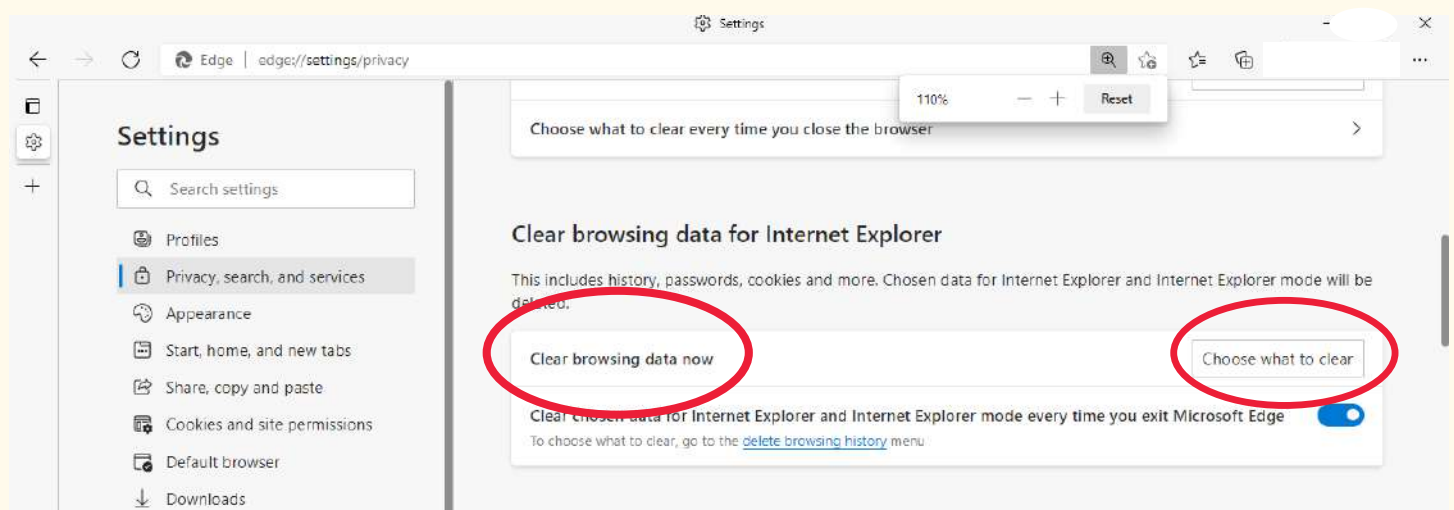 Settings
Edge | edge://settings/privacy
110%
Reset
Settings
Search settings
Profiles
Privacy, search, and services
Appearance
Start, home, and new tabs
Share, copy and paste
Cookies and site permissions
Default browser
Downloads
Choose what to clear every time you close the browser
Clear browsing data for Internet Explorer
This includes history, passwords, cookies and more. Chosen data for Internet Explorer and Internet Explorer mode will be
deleted.
Clear browsing data now
Choose what to clear
Clear chosen data for Internet Explorer and Internet Explorer mode every time you exit Microsoft Edge
To choose what to clear, go to the delete browsing history menu